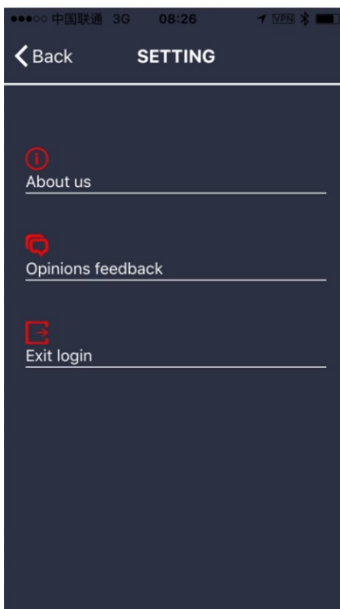 中国联通 3G 08:26 VPN
Back SETTING
About us
Opinions feedback
Exit login